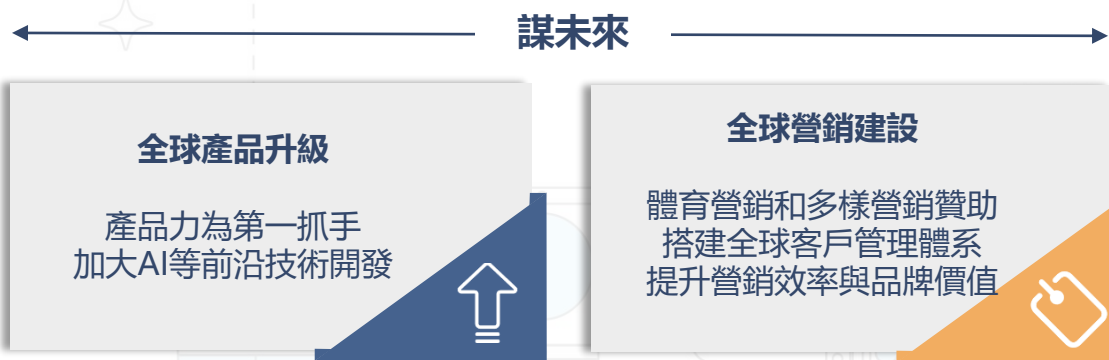 謀未來
全球產品升級
產品力為第一抓手
加大AI等前沿技術開發
全球營銷建設
體育營銷和多樣營銷贊助
搭建全球客戶管理體系
提升營銷效率與品牌價值